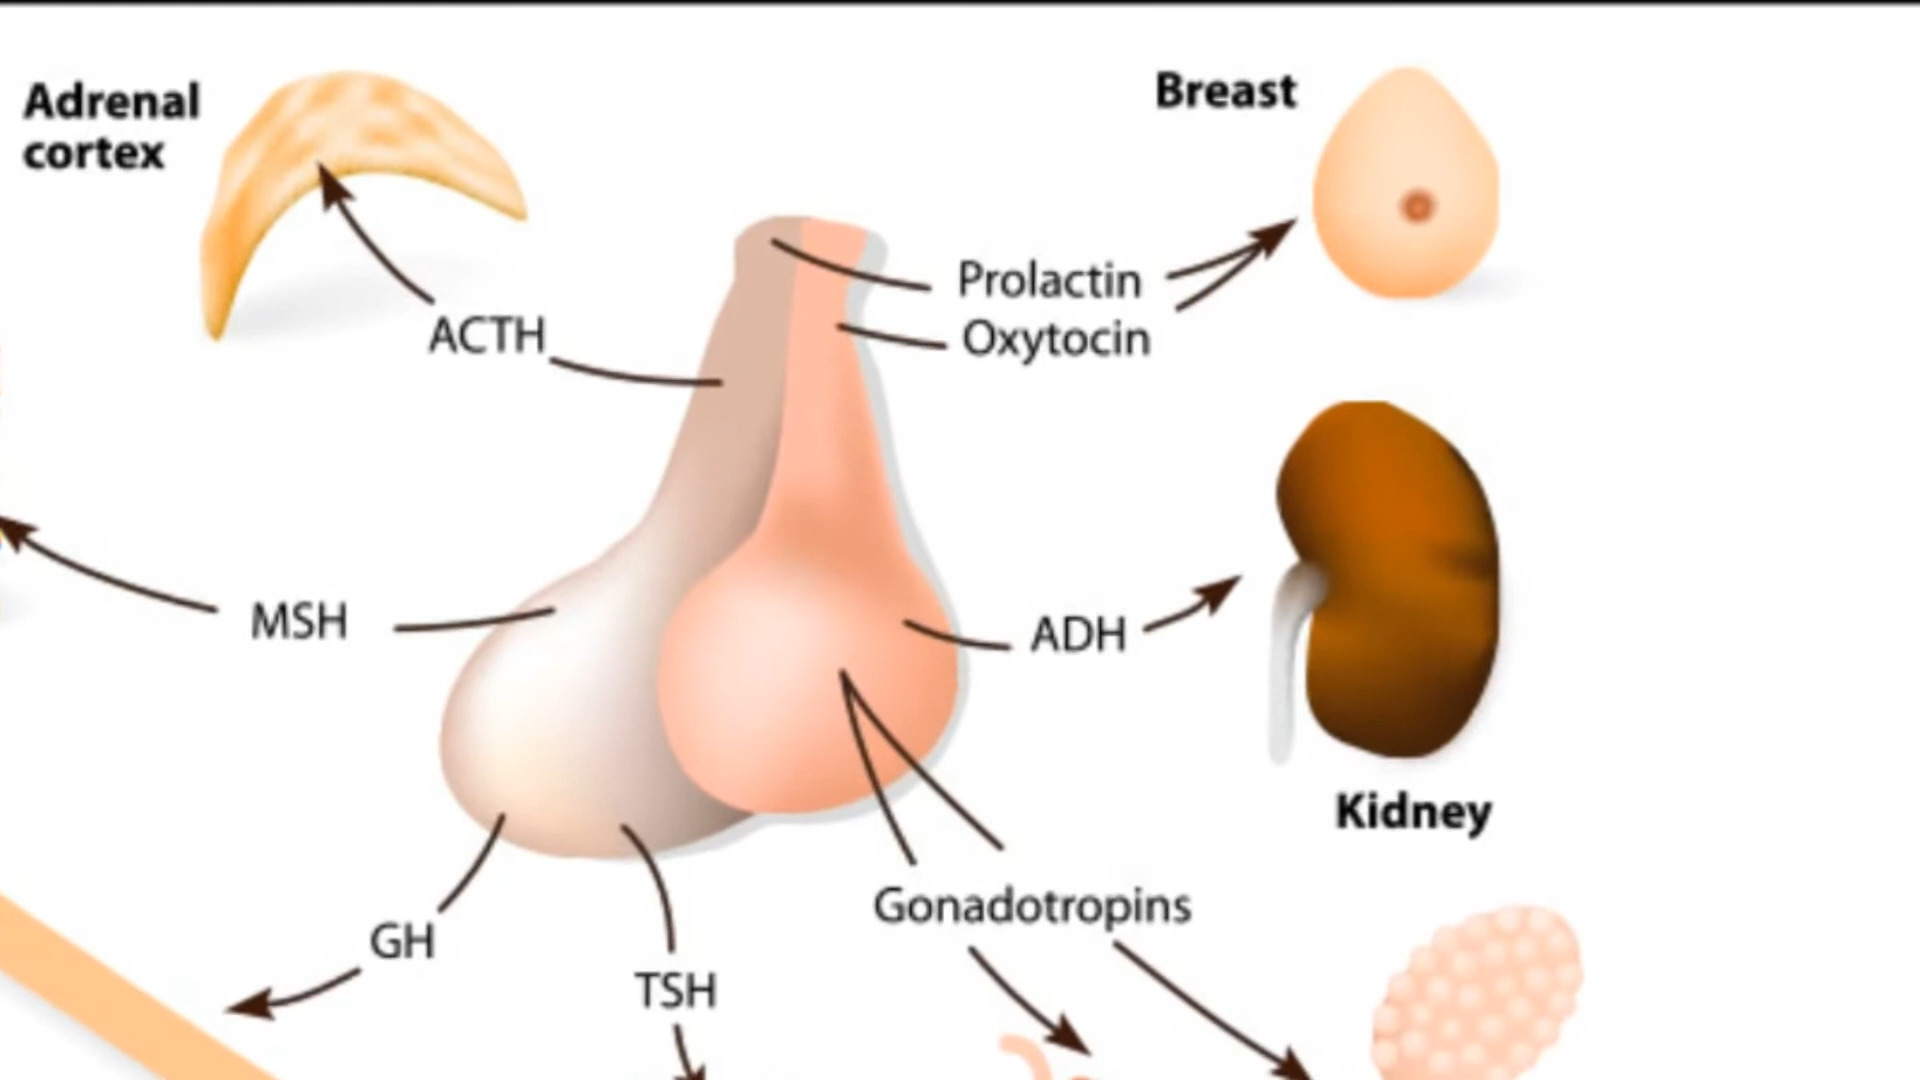 Adrenal
cortex
Breast
Prolactin
Oxytocin
ACTH
MSH
ADH
Kidney
Gonadotropins
GH
TSH